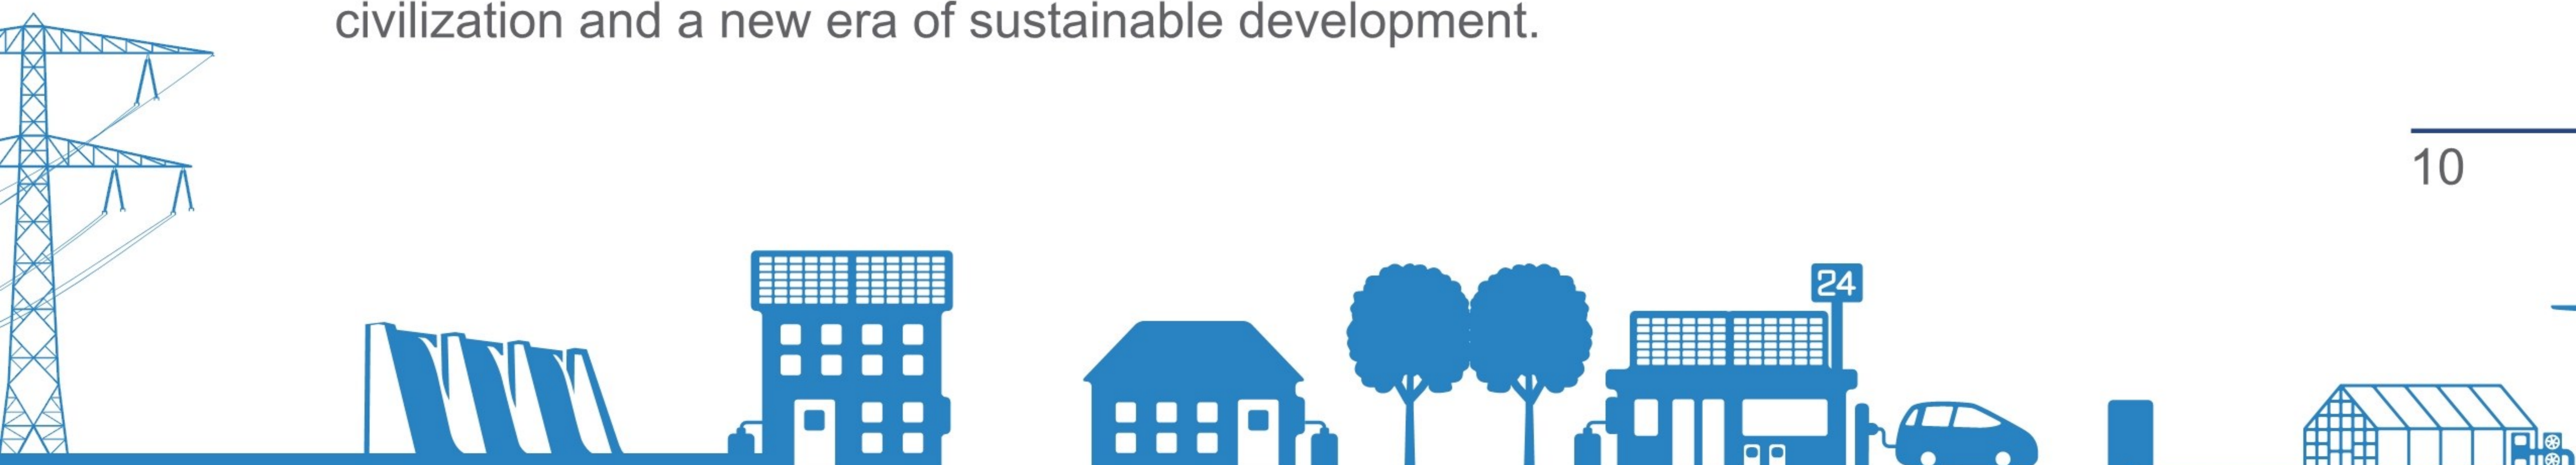 civilization and a new era of sustainable development.
10
24